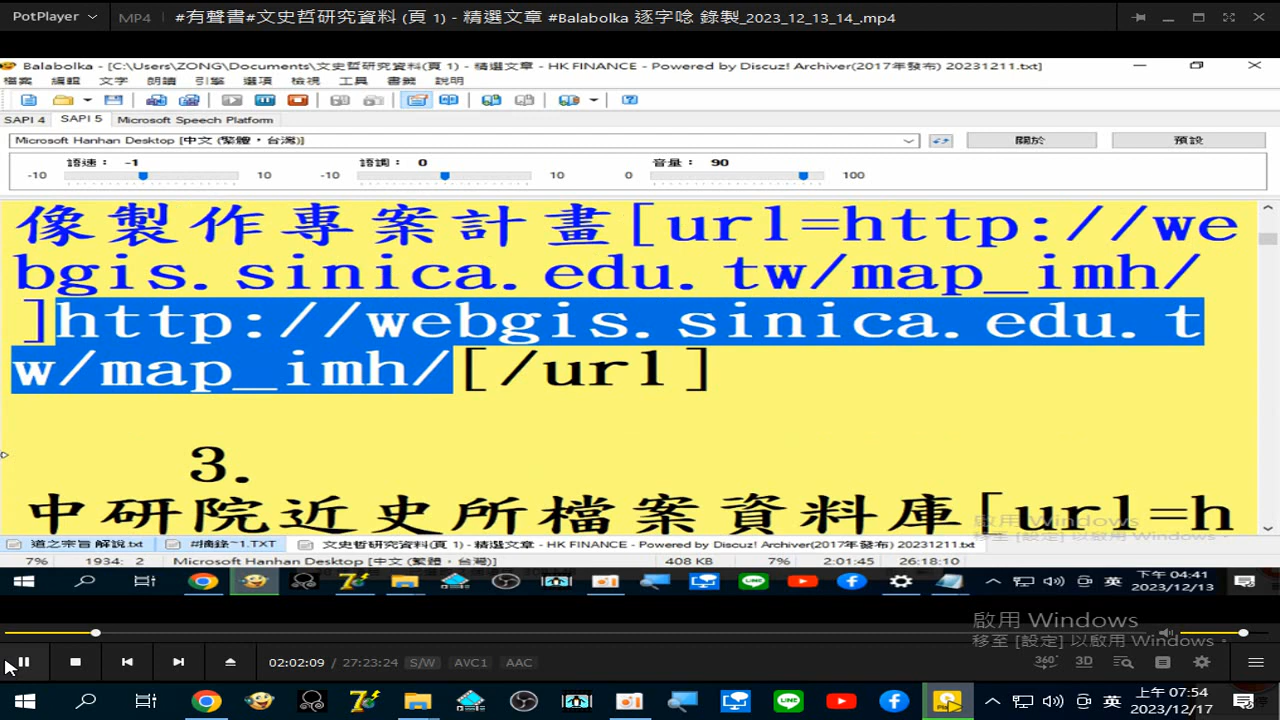 PotPlayer MP4 #有聲書#文史哲研究資料 (頁 1) - 精選文章 #Balabolka 逐字唸 錄製_2023_12_13_14_.mp4
Balabolka - [C:\Users\ZONG\Documents\文史哲研究資料(頁 1) - 精選文章 - HK FINANCE - Powered by Discuz! Archiver(2017年發布) 20231211.txt]
檔案 編輯 文字 朗讀 引擎 選項 檢視 工具 書籤 說明
SAPI 4 SAPI 5 Microsoft Speech Platform
Microsoft Hanhan Desktop [中文 (繁體，台灣)] 關於 預設
語速： -1 語調： 0 音量： 90
-10 10 -10 10 0 100
像製作專案計畫[url=http://we
bgis.sinica.edu.tw/map_imh/
]http://webgis.sinica.edu.t
w/map_imh/[/url]
3.
中研院近史所檔案資料庫[url=h
啟用 Windows
移至 [設定] 以啟用 Windows。
道之宗旨 解說.txt #摘錄~1.TXT 文史哲研究資料(頁 1) - 精選文章 - HK FINANCE - Powered by Discuz! Archiver(2017年發布) 20231211.txt
7% 1934: 2 Microsoft Hanhan Desktop [中文 (繁體，台灣)] 408 KB 7% 2:01:45 26:18:10
英 下午 04:41
2023/12/13
啟用 Windows
移至 [設定] 以啟用 Windows。
02:02:09 / 27:23:24 S/W AVC1 AAC 360° 3D
英 上午 07:54
2023/12/17